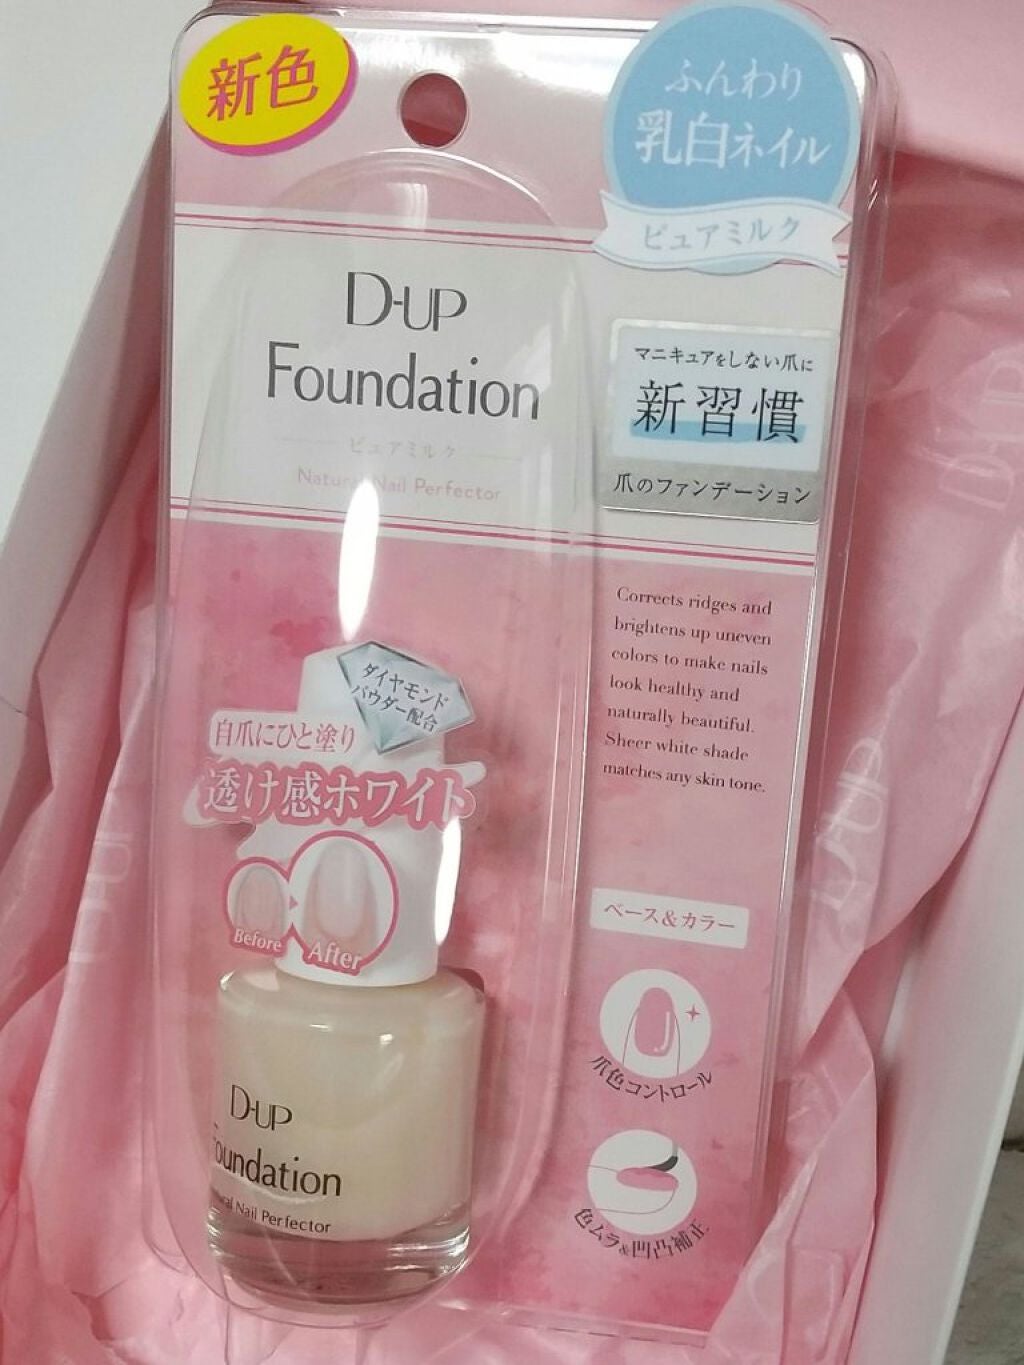 新色
ふんわり
乳白ネイル
ピュアミルク
D-UP
Foundation
ピュアミルク
Natural Nail Perfector
マニキュアをしない爪に
新習慣
爪のファンデーション
Corrects ridges and
brightens up uneven
colors to make nails
look healthy and
naturally beautiful.
Sheer white shade
matches any skin tone.
ダイヤモンド
パウダー配合
自爪にひと塗り
透け感ホワイト
Before
After
ベース&カラー
爪色コントロール
色ムラ&凹凸補正
D-UP
Foundation
Natural Nail Perfector
D-UP
D-UP